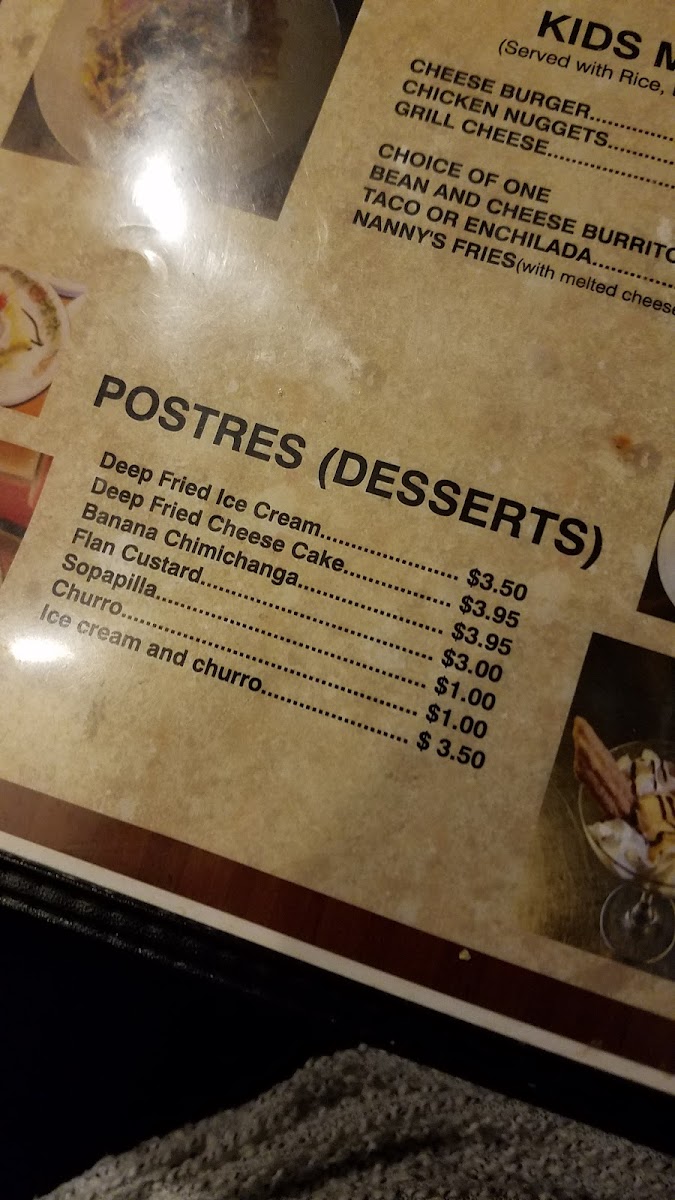 KIDS
(Served with Rice,
CHEESE BURGER
CHICKEN NUGGETS
GRILL CHEESE
CHOICE OF ONE
BEAN AND CHEESE BURRITO
TACO OR ENCHILADA
NANNY'S FRIES (with melted cheese
POSTRES (DESSERTS)
Deep Fried Ice Cream.................... $3.50
Deep Fried Cheese Cake................ $3.95
Banana Chimichanga..................... $3.95
Flan Custard................................... $3.00
Sopapilla......................................... $1.00
Churro............................................. $1.00
Ice cream and churro...................... $ 3.50